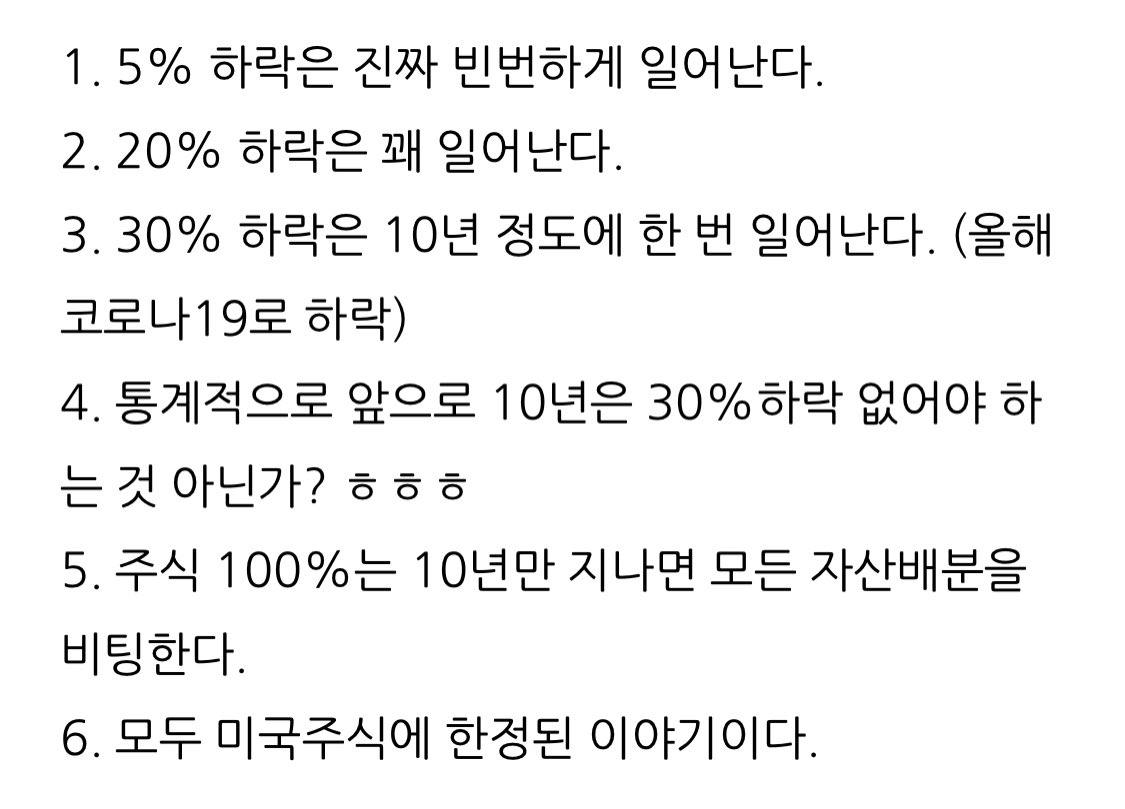 1. 5% 하락은 진짜 빈번하게 일어난다.
2. 20% 하락은 꽤 일어난다.
3. 30% 하락은 10년 정도에 한 번 일어난다. (올해
코로나19로 하락)
4. 통계적으로 앞으로 10년은 30%하락 없어야 하
는 것 아닌가? ㅎㅎㅎ
5. 주식 100%는 10년만 지나면 모든 자산배분을
비팅한다.
6. 모두 미국주식에 한정된 이야기이다.